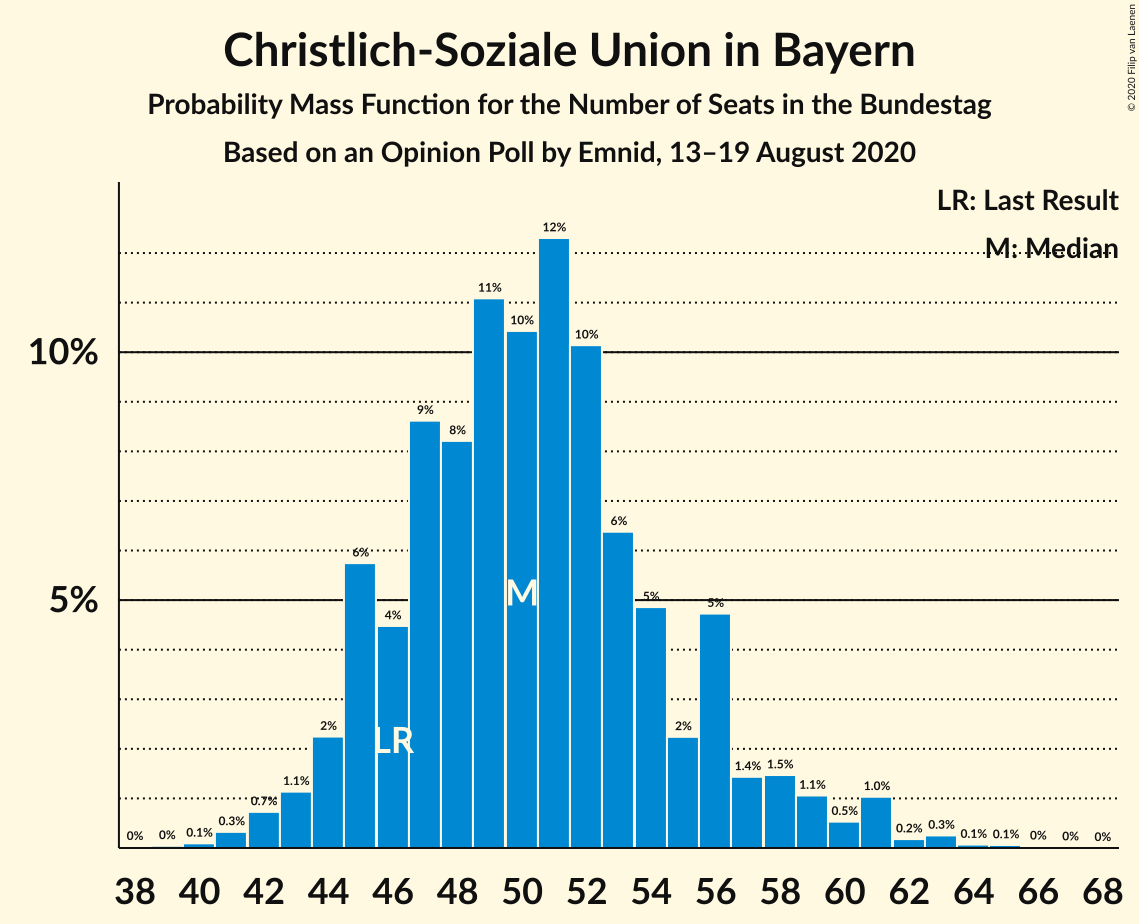 Christlich-Soziale Union in Bayern
Probability Mass Function for the Number of Seats in the Bundestag
Based on an Opinion Poll by Emnid, 13–19 August 2020
© 2020 Filip van Laenen
LR: Last Result
M: Median
10%
5%
0% 0% 0.1% 0.3% 0.7% 1.1% 2% 6% 4% 9% 8% 11% 10% 12% 10% 6% 5% 2% 5% 1.4% 1.5% 1.1% 0.5% 1.0% 0.2% 0.3% 0.1% 0.1% 0% 0% 0%
M
LR
38 40 42 44 46 48 50 52 54 56 58 60 62 64 66 68